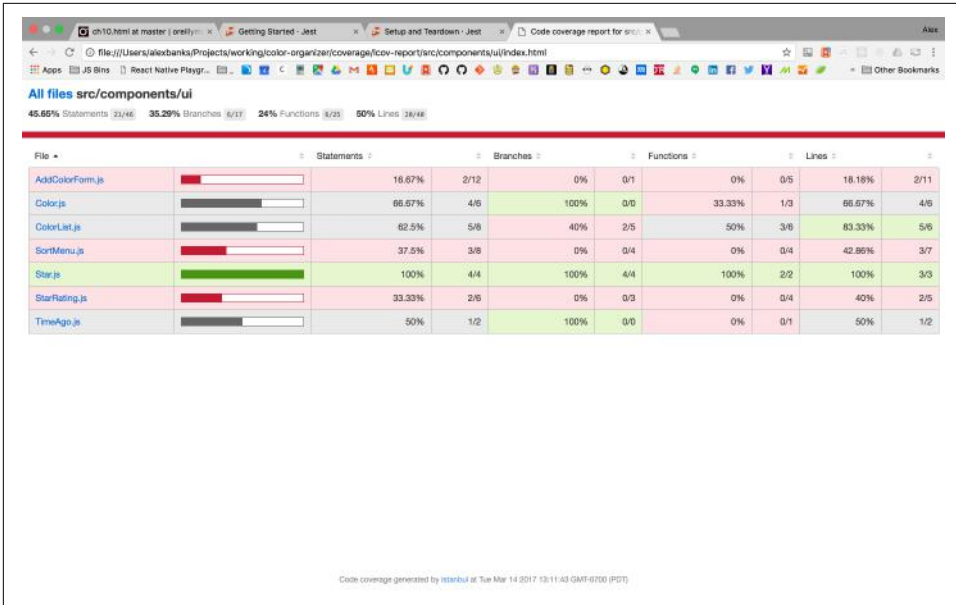 ch10.html at master | oreillym
Getting Started - Jest
Setup and Teardown - Jest
Code coverage report for src/c
Alex
file:///Users/alexbanks/Projects/working/color-organizer/coverage/lcov-report/src/components/ui/index.html
Apps JS Bins React Native Playgr... Other Bookmarks
All files src/components/ui
45.65% Statements 21/46 35.29% Branches 6/17 24% Functions 6/25 50% Lines 20/40
File Statements Branches Functions Lines
AddColorForm.js 16.67% 2/12 0% 0/1 0% 0/5 18.18% 2/11
Color.js 66.67% 4/6 100% 0/0 33.33% 1/3 66.67% 4/6
ColorList.js 62.5% 5/8 40% 2/5 50% 3/6 83.33% 5/6
SortMenu.js 37.5% 3/8 0% 0/4 0% 0/4 42.86% 3/7
Star.js 100% 4/4 100% 4/4 100% 2/2 100% 3/3
StarRating.js 33.33% 2/6 0% 0/3 0% 0/4 40% 2/5
TimeAgo.js 50% 1/2 100% 0/0 0% 0/1 50% 1/2
Code coverage generated by istanbul at Tue Mar 14 2017 13:11:43 GMT-0700 (PDT)